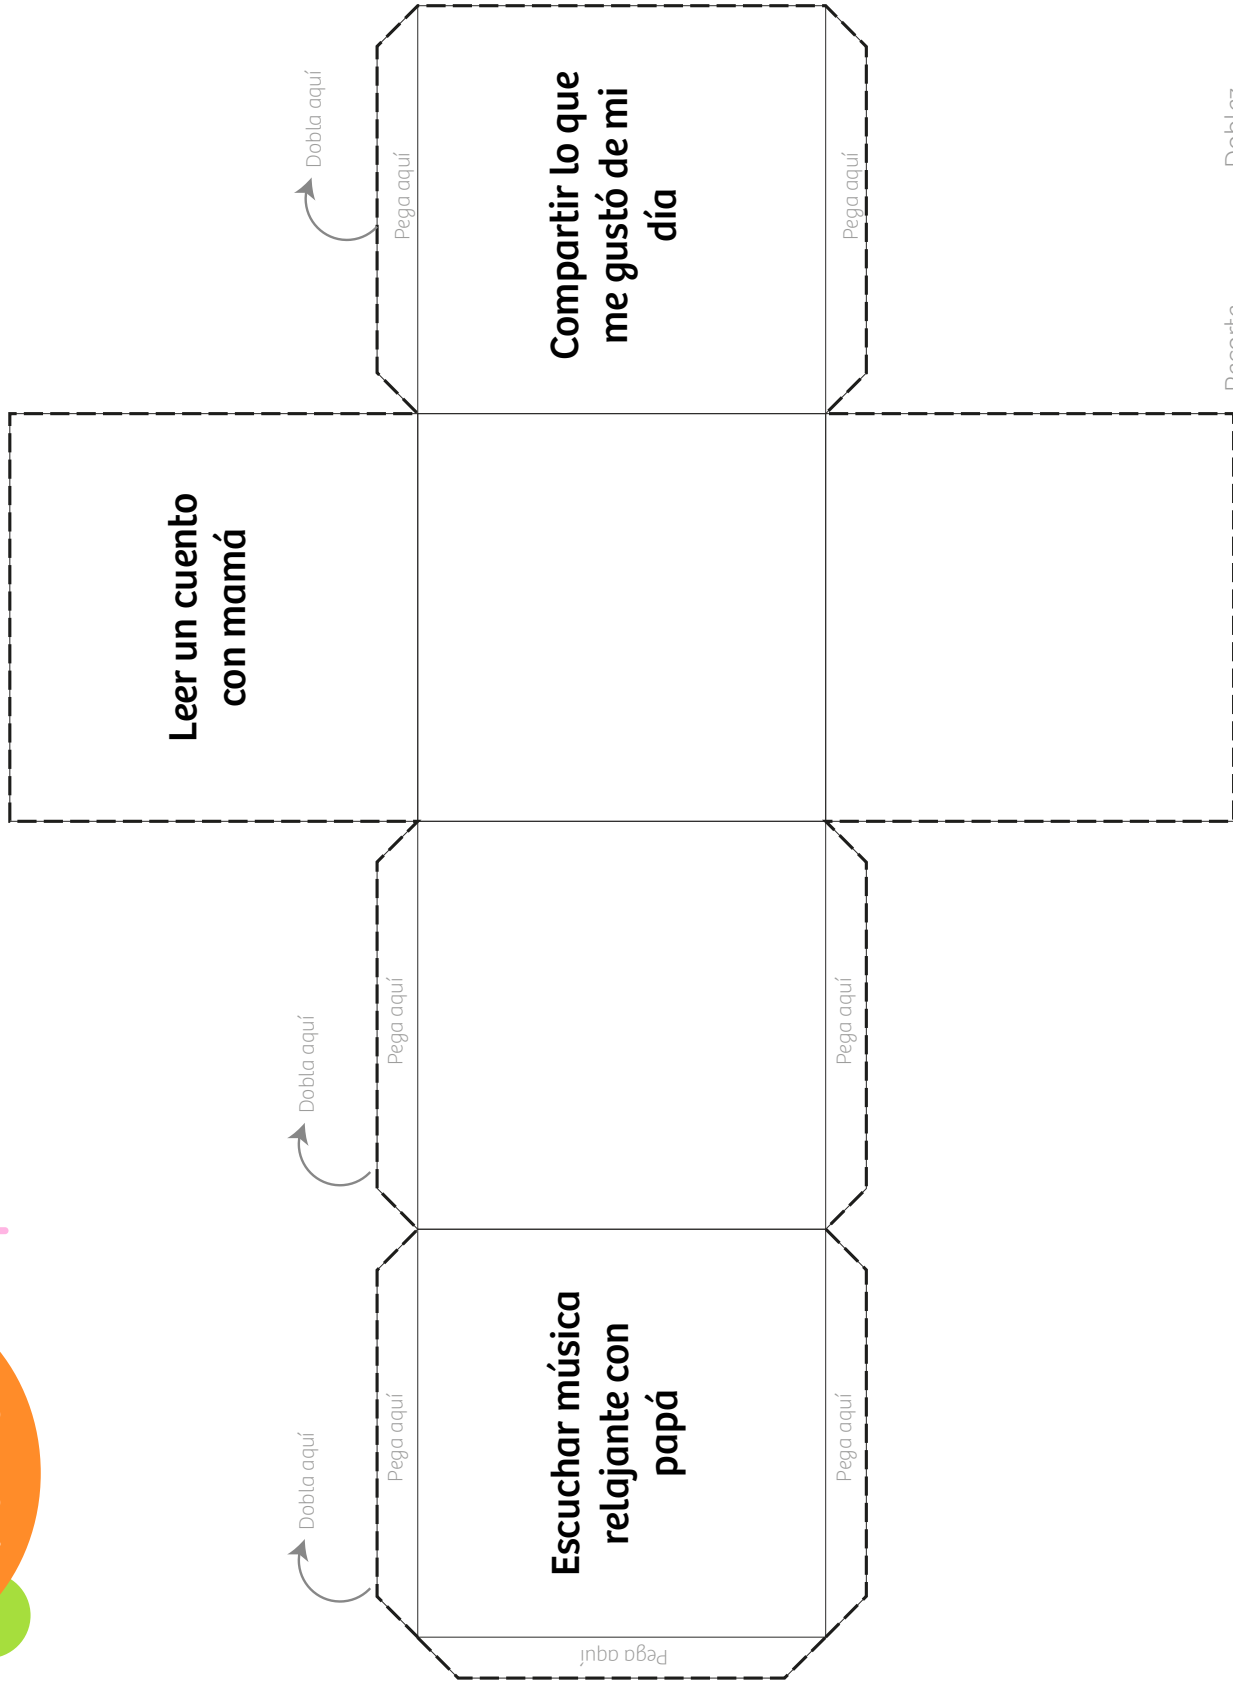 Dobla aquí
Pega aquí
Escuchar música
relajante con
papá
Pega aquí
Pega aquí
Dobla aquí
Pega aquí
Pega aquí
Leer un cuento
con mamá
Dobla aquí
Pega aquí
Compartir lo que
me gustó de mi
día
Pega aquí